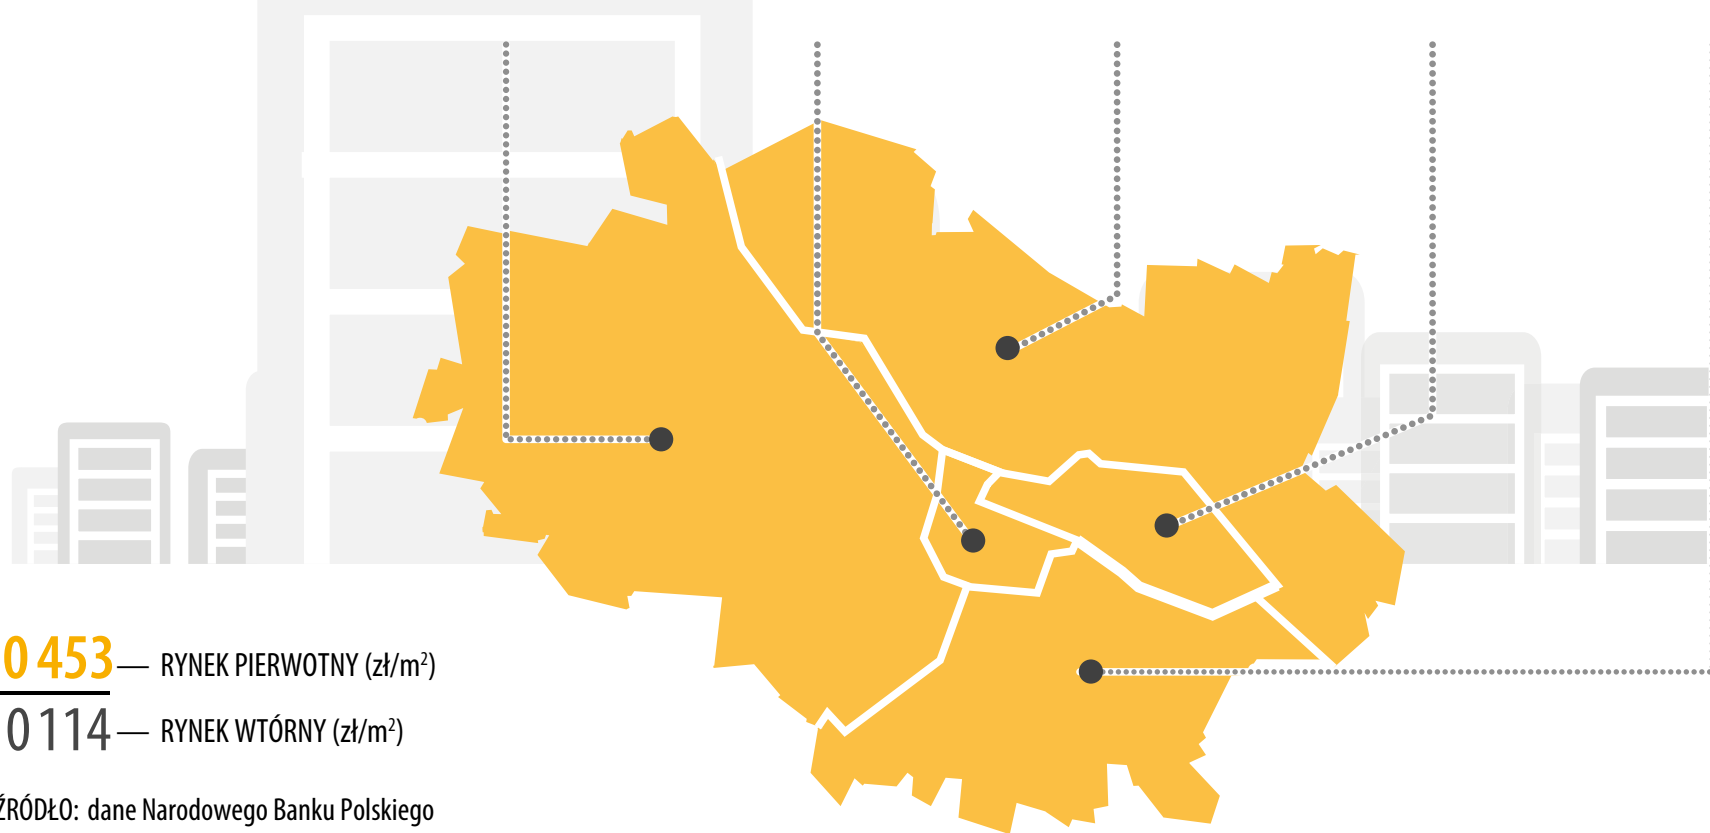 0 453 — RYNEK PIERWOTNY (zł/m²)
0 114 — RYNEK WTÓRNY (zł/m²)
ŹRÓDŁO: dane Narodowego Banku Polskiego